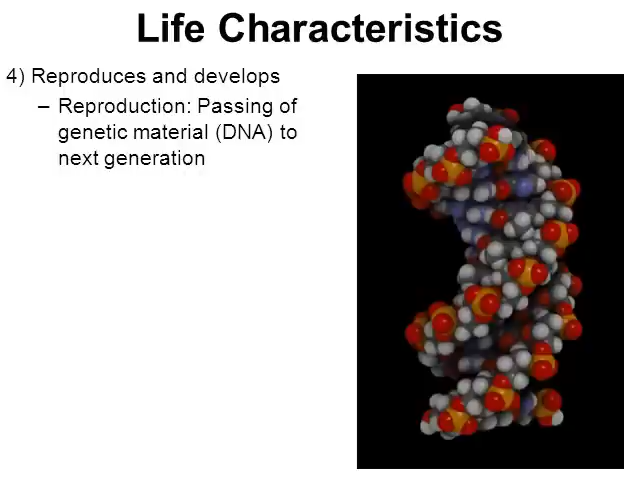 Life Characteristics
4) Reproduces and develops
– Reproduction: Passing of
genetic material (DNA) to
next generation